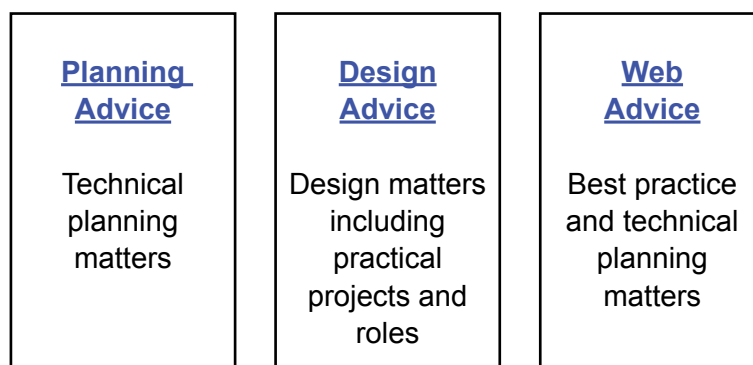 Planning
Advice
Technical
planning
matters
Design
Advice
Design matters
including
practical
projects and
roles
Web
Advice
Best practice
and technical
planning
matters